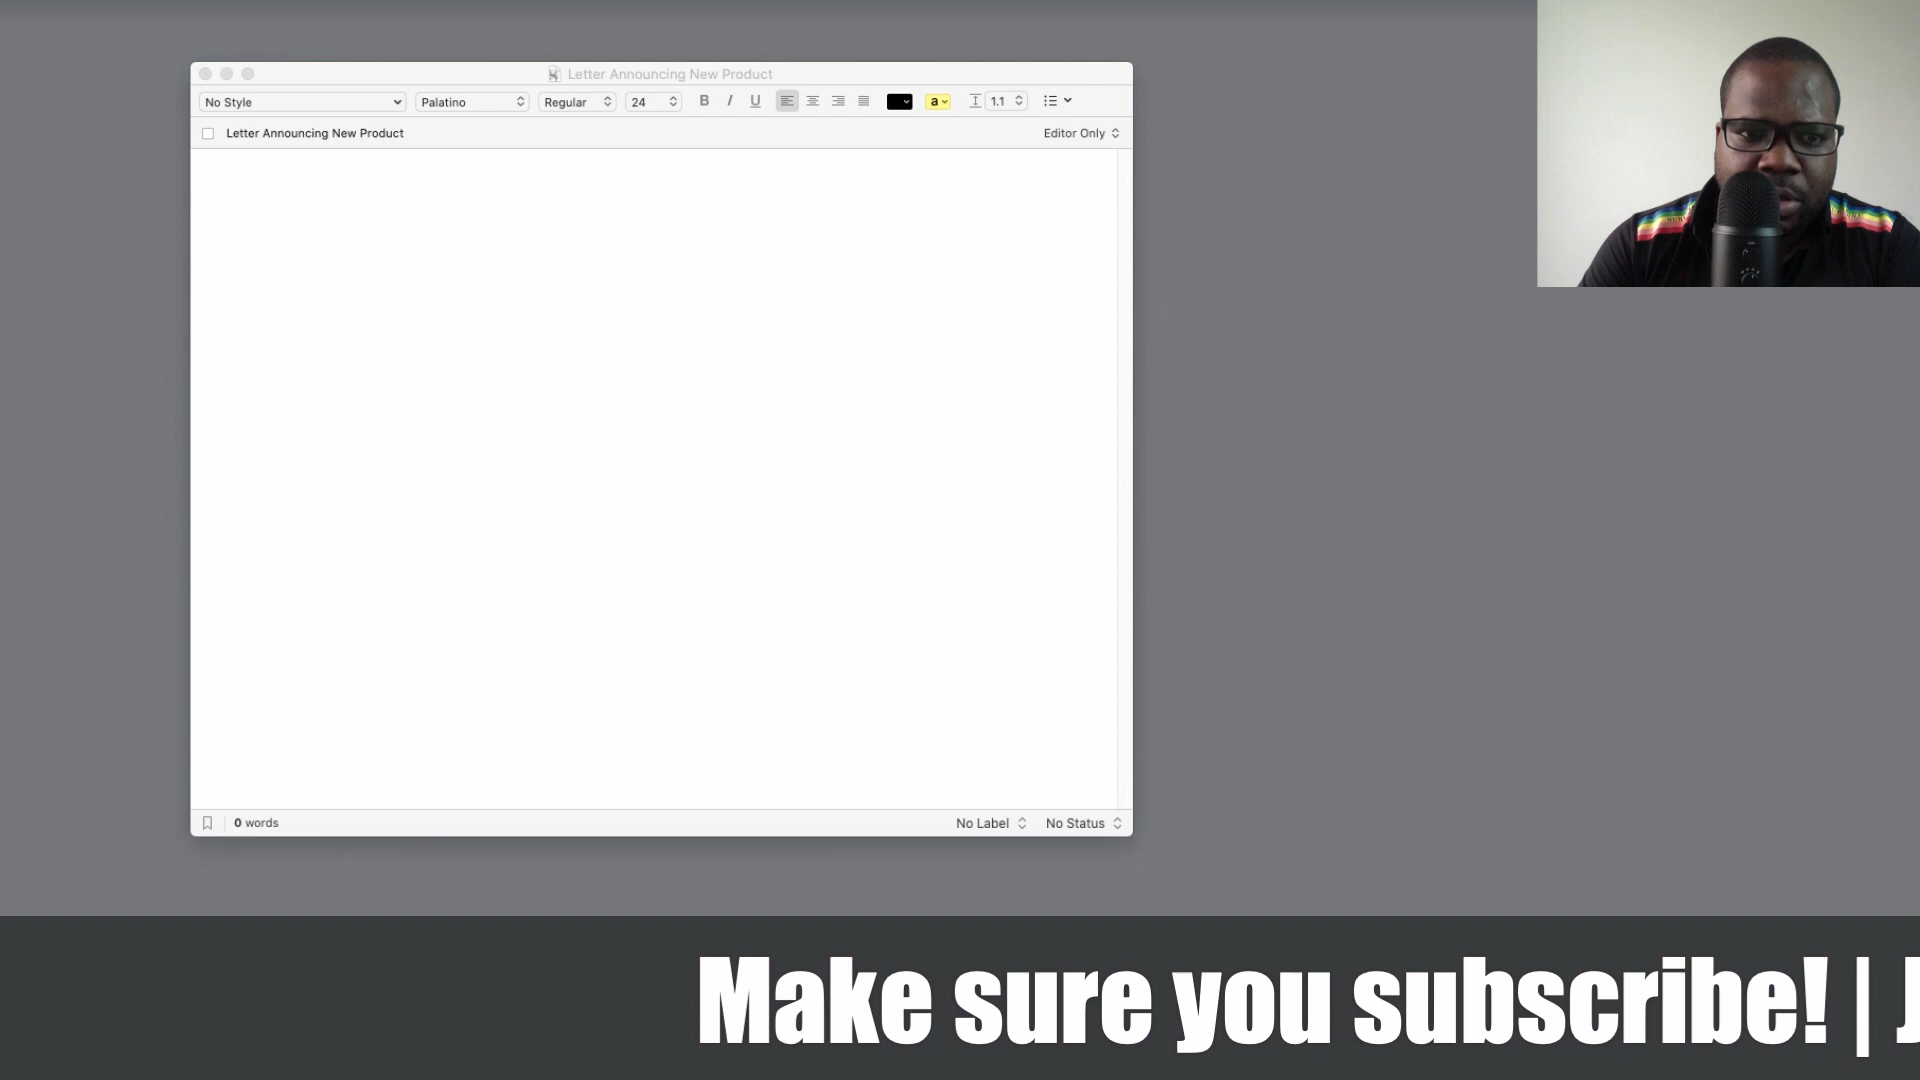 Letter Announcing New Product
No Style
Palatino
Regular
24
B
I
U
a
1.1
Letter Announcing New Product
Editor Only
0 words
No Label
No Status
Make sure you subscribe! | J